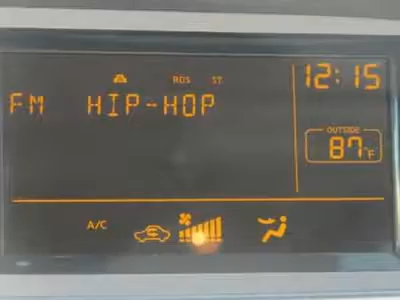 RDS ST
FM HIP-HOP
12:15
OUTSIDE
87°F
A/C